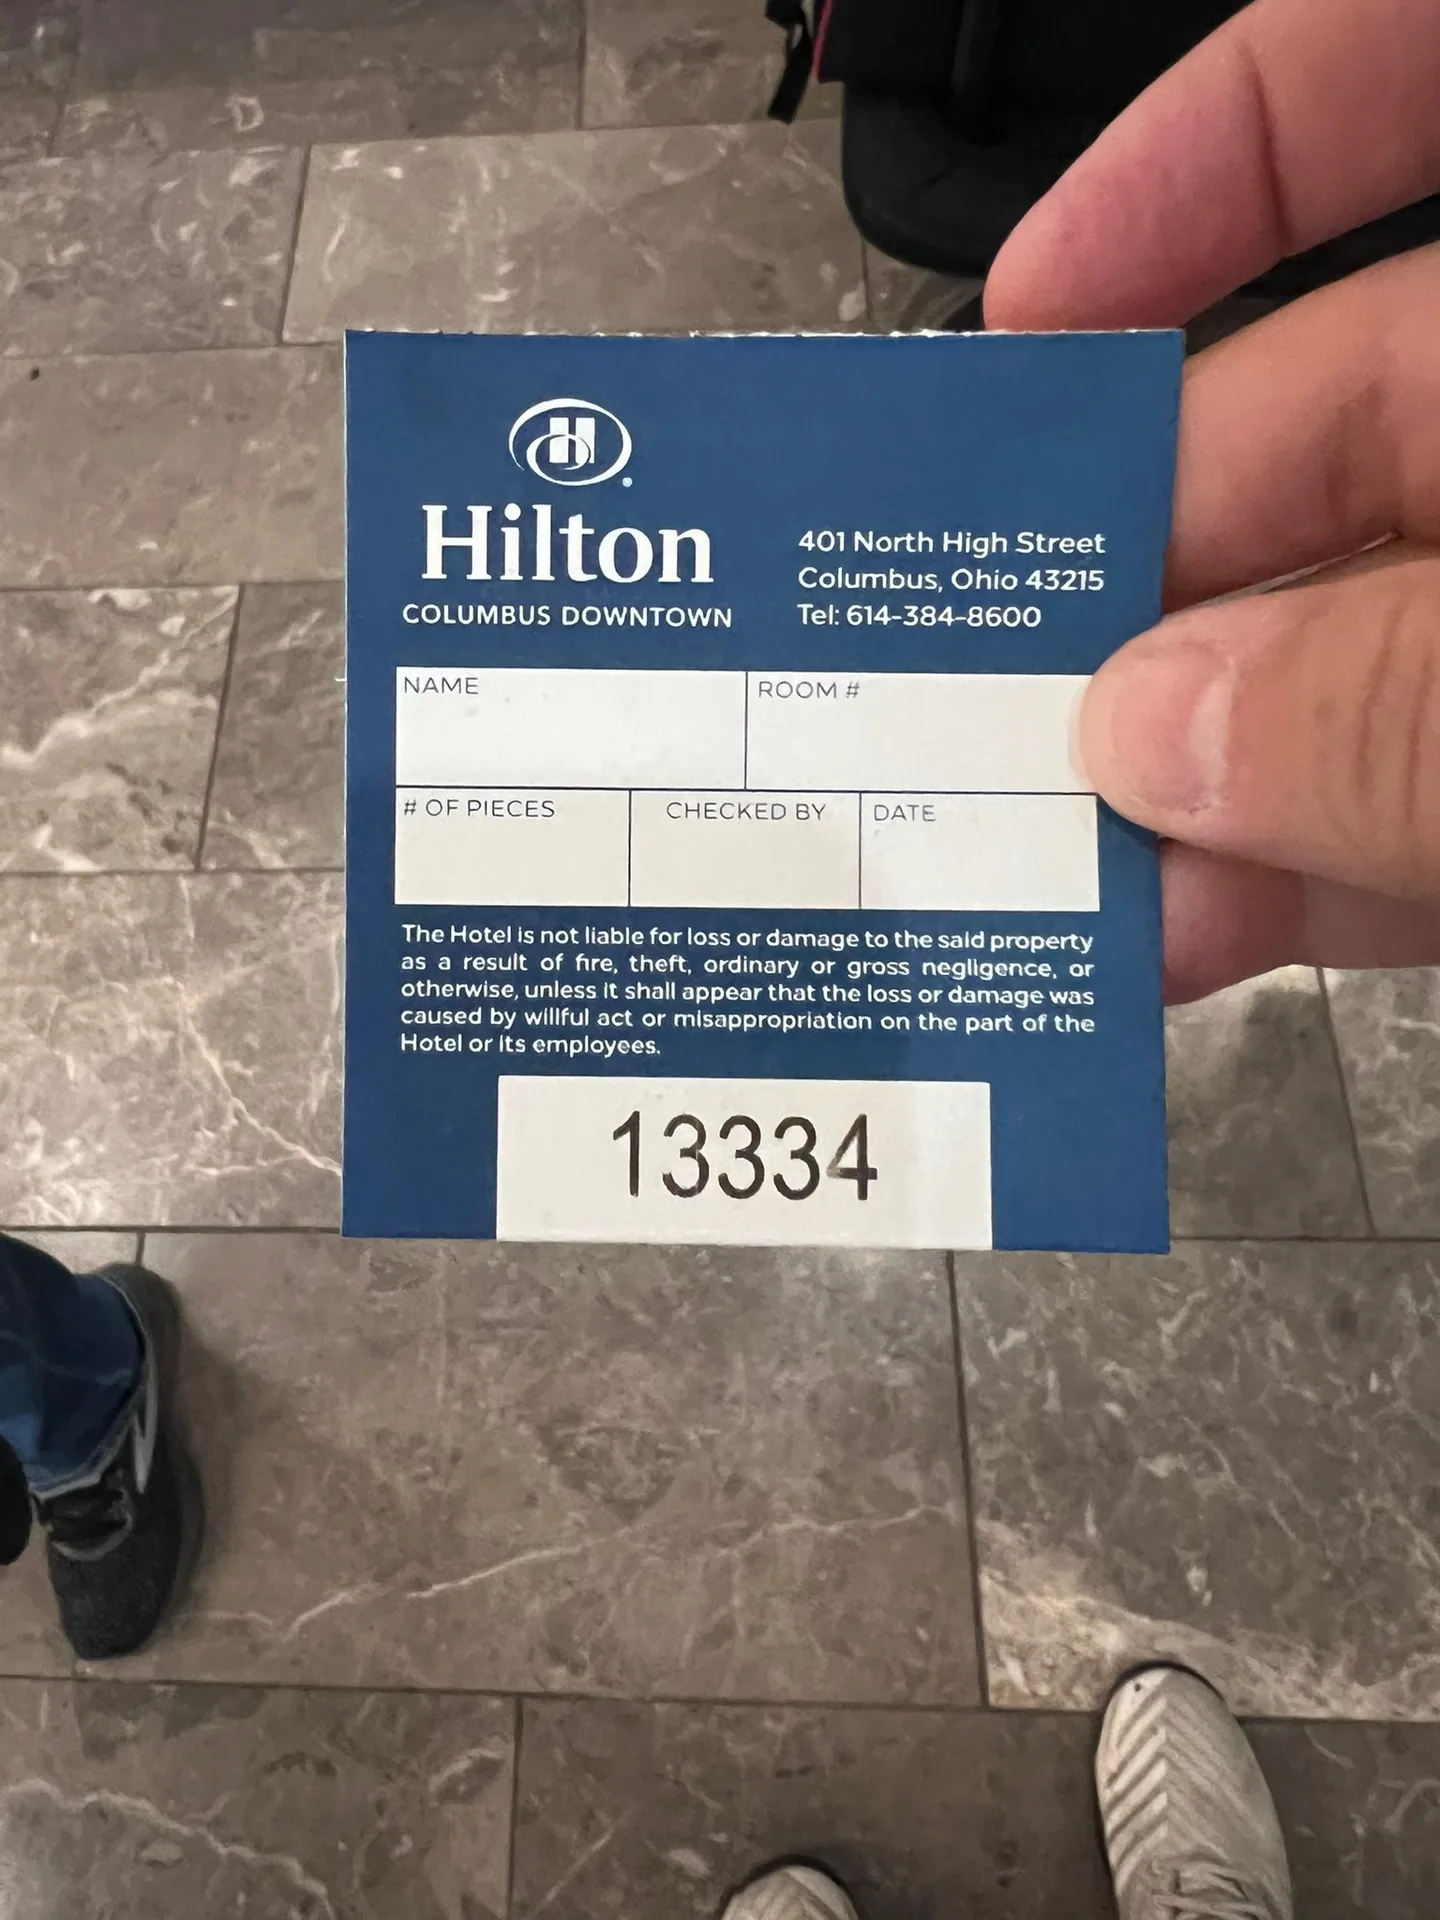 H
Hilton
COLUMBUS DOWNTOWN
401 North High Street
Columbus, Ohio 43215
Tel: 614-384-8600
NAME
ROOM #
# OF PIECES
CHECKED BY
DATE
The Hotel is not liable for loss or damage to the said property
as a result of fire, theft, ordinary or gross negligence, or
otherwise, unless it shall appear that the loss or damage was
caused by willful act or misappropriation on the part of the
Hotel or its employees.
13334